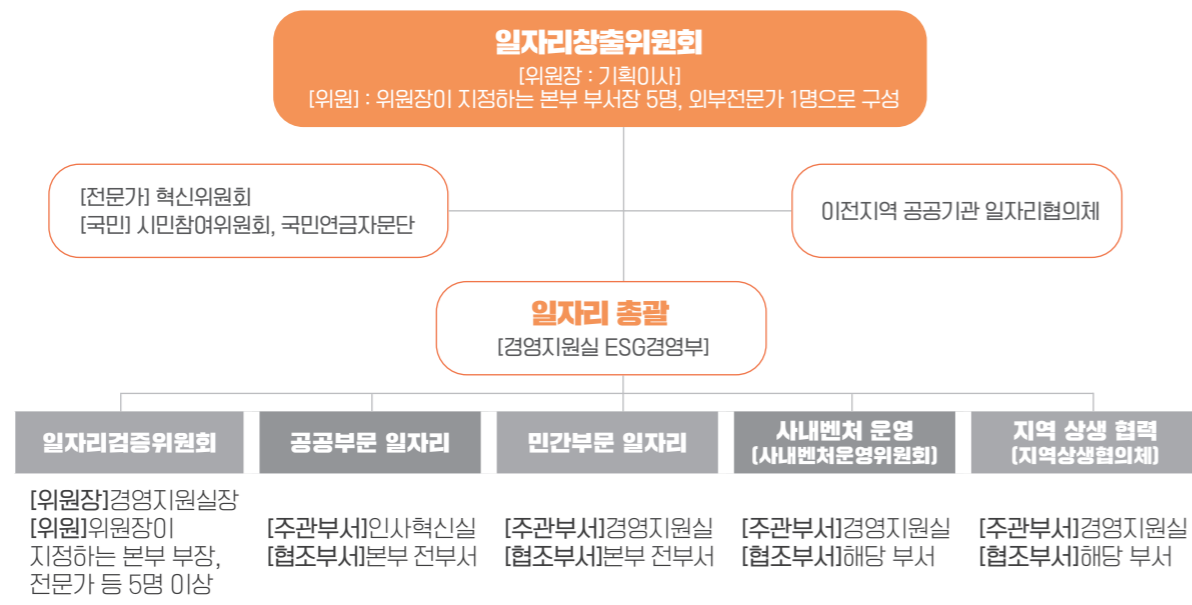 일자리창출위원회
[위원장 : 기획이사]
[위원] : 위원장이 지정하는 본부 부서장 5명, 외부전문가 1명으로 구성
[전문가] 혁신위원회
[국민] 시민참여위원회, 국민연금자문단
이전지역 공공기관 일자리협의체
일자리 총괄
[경영지원실 ESG경영부]
일자리검증위원회
[위원장]경영지원실장
[위원]위원장이
지정하는 본부 부장,
전문가 등 5명 이상
공공부문 일자리
[주관부서]인사혁신실
[협조부서]본부 전부서
민간부문 일자리
[주관부서]경영지원실
[협조부서]본부 전부서
사내벤처 운영
(사내벤처운영위원회)
[주관부서]경영지원실
[협조부서]해당 부서
지역 상생 협력
(지역상생협의체)
[주관부서]경영지원실
[협조부서]해당 부서